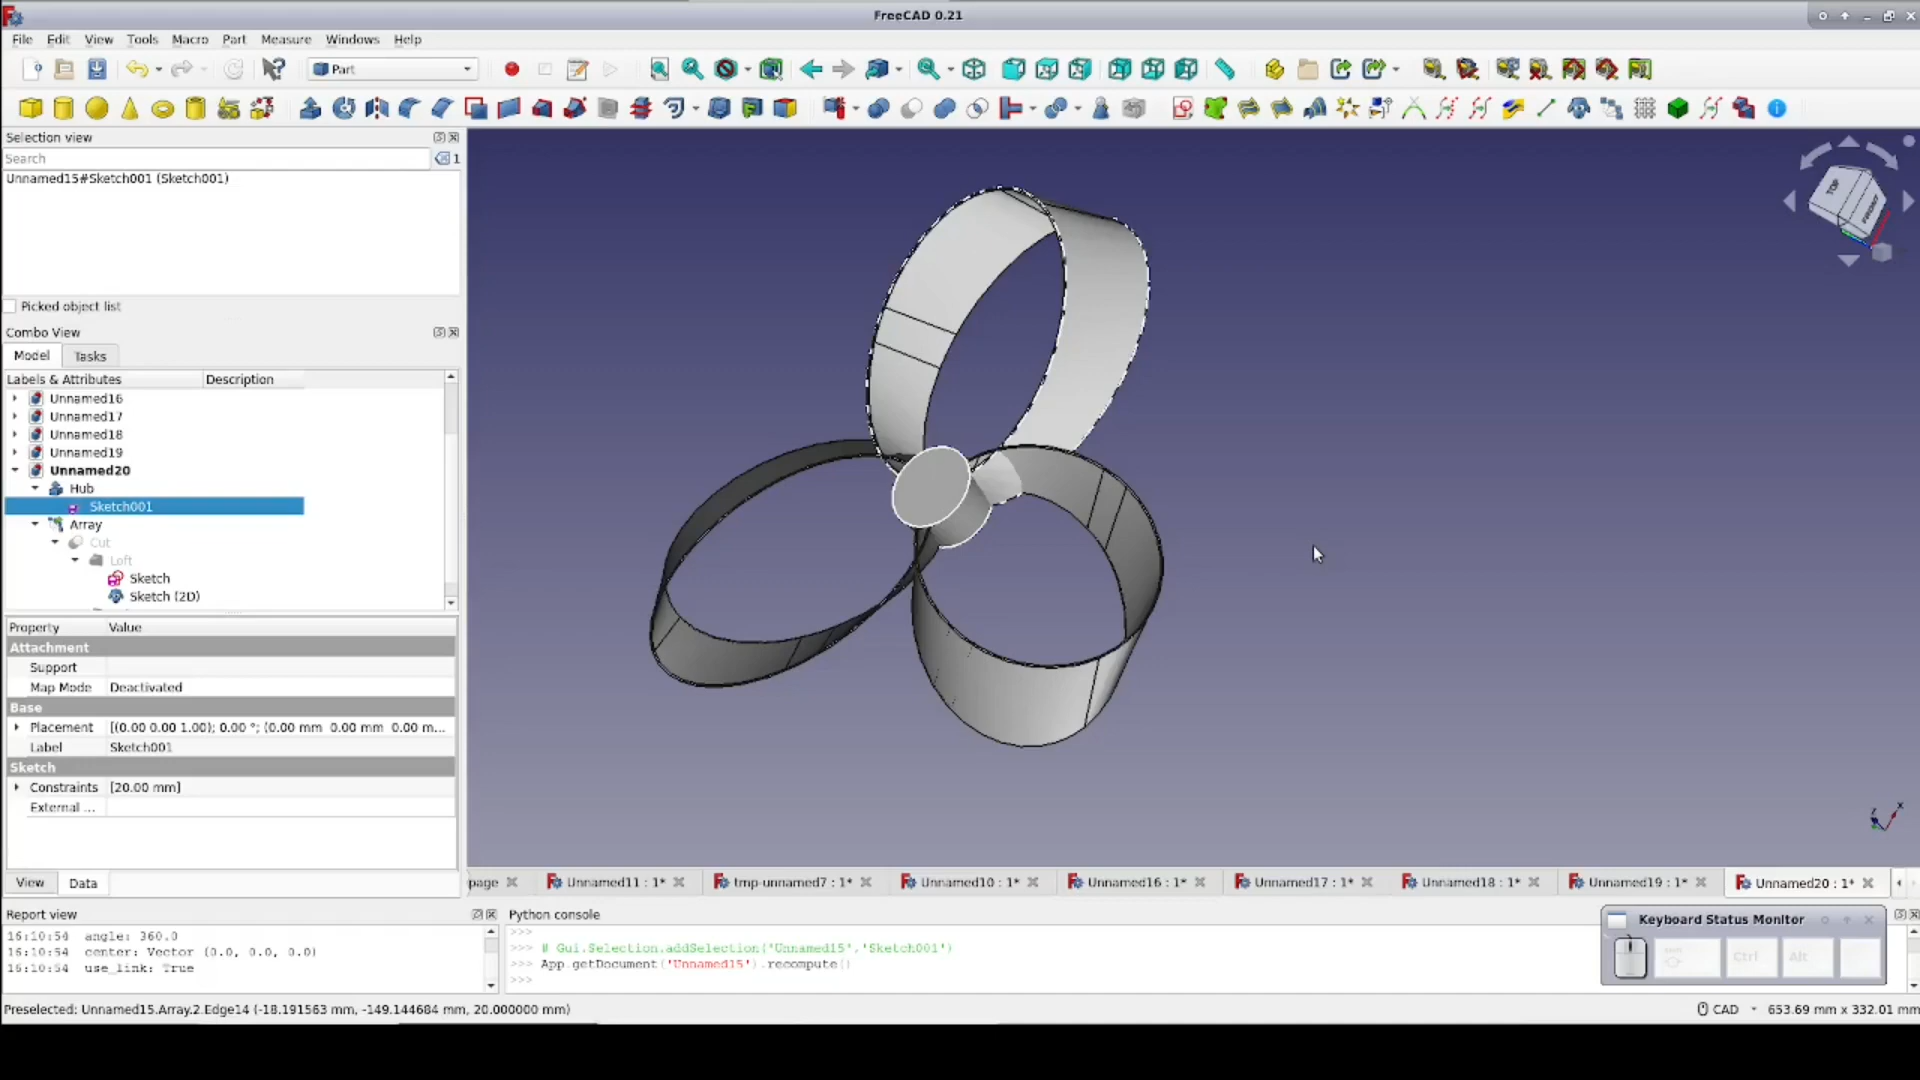 FreeCAD 0.21
File Edit View Tools Macro Part Measure Windows Help
Part
Selection view
Search
1
Unnamed15#Sketch001 (Sketch001)
Picked object list
Combo View
Model Tasks
Labels & Attributes Description
Unnamed16
Unnamed17
Unnamed18
Unnamed19
Unnamed20
Hub
Sketch001
Array
Cut
Loft
Sketch
Sketch (2D)
Property Value
Attachment
Support
Map Mode Deactivated
Base
Placement [(0.00 0.00 1.00); 0.00 °; (0.00 mm 0.00 mm 0.00 m...
Label Sketch001
Sketch
Constraints [20.00 mm]
External ...
View Data
TOP
FRONT
Z X
page Unnamed11 : 1* tmp-unnamed7 : 1* Unnamed10 : 1* Unnamed16 : 1* Unnamed17 : 1* Unnamed18 : 1* Unnamed19 : 1* Unnamed20 : 1*
Report view
16:10:54 angle: 360.0
16:10:54 center: Vector (0.0, 0.0, 0.0)
16:10:54 use_link: True
Python console
>>>
>>> # Gui.Selection.addSelection('Unnamed15','Sketch001')
>>> App.getDocument('Unnamed15').recompute()
>>>
Keyboard Status Monitor
Ctrl Alt
Preselected: Unnamed15.Array.2.Edge14 (-18.191563 mm, -149.144684 mm, 20.000000 mm)
CAD 653.69 mm x 332.01 mm